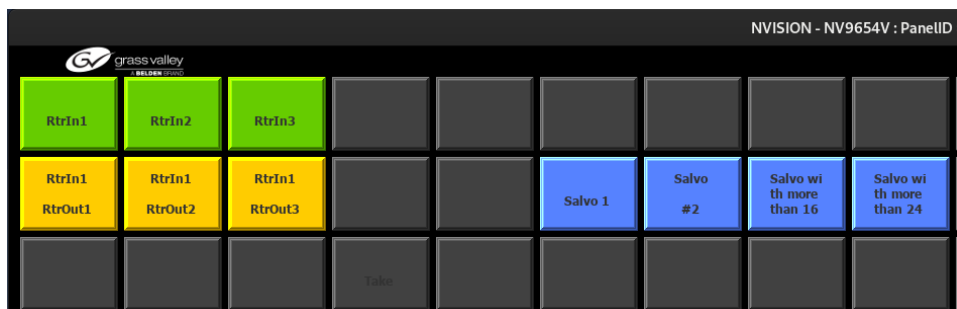 NVISION - NV9654V : PanelID
GV grass valley
A BELDEN BRAND
RtrIn1 RtrIn2 RtrIn3
RtrIn1 RtrIn1 RtrIn1 Salvo Salvo wi Salvo wi
RtrOut1 RtrOut2 RtrOut3 Salvo 1 #2 th more th more
than 16 than 24
Take